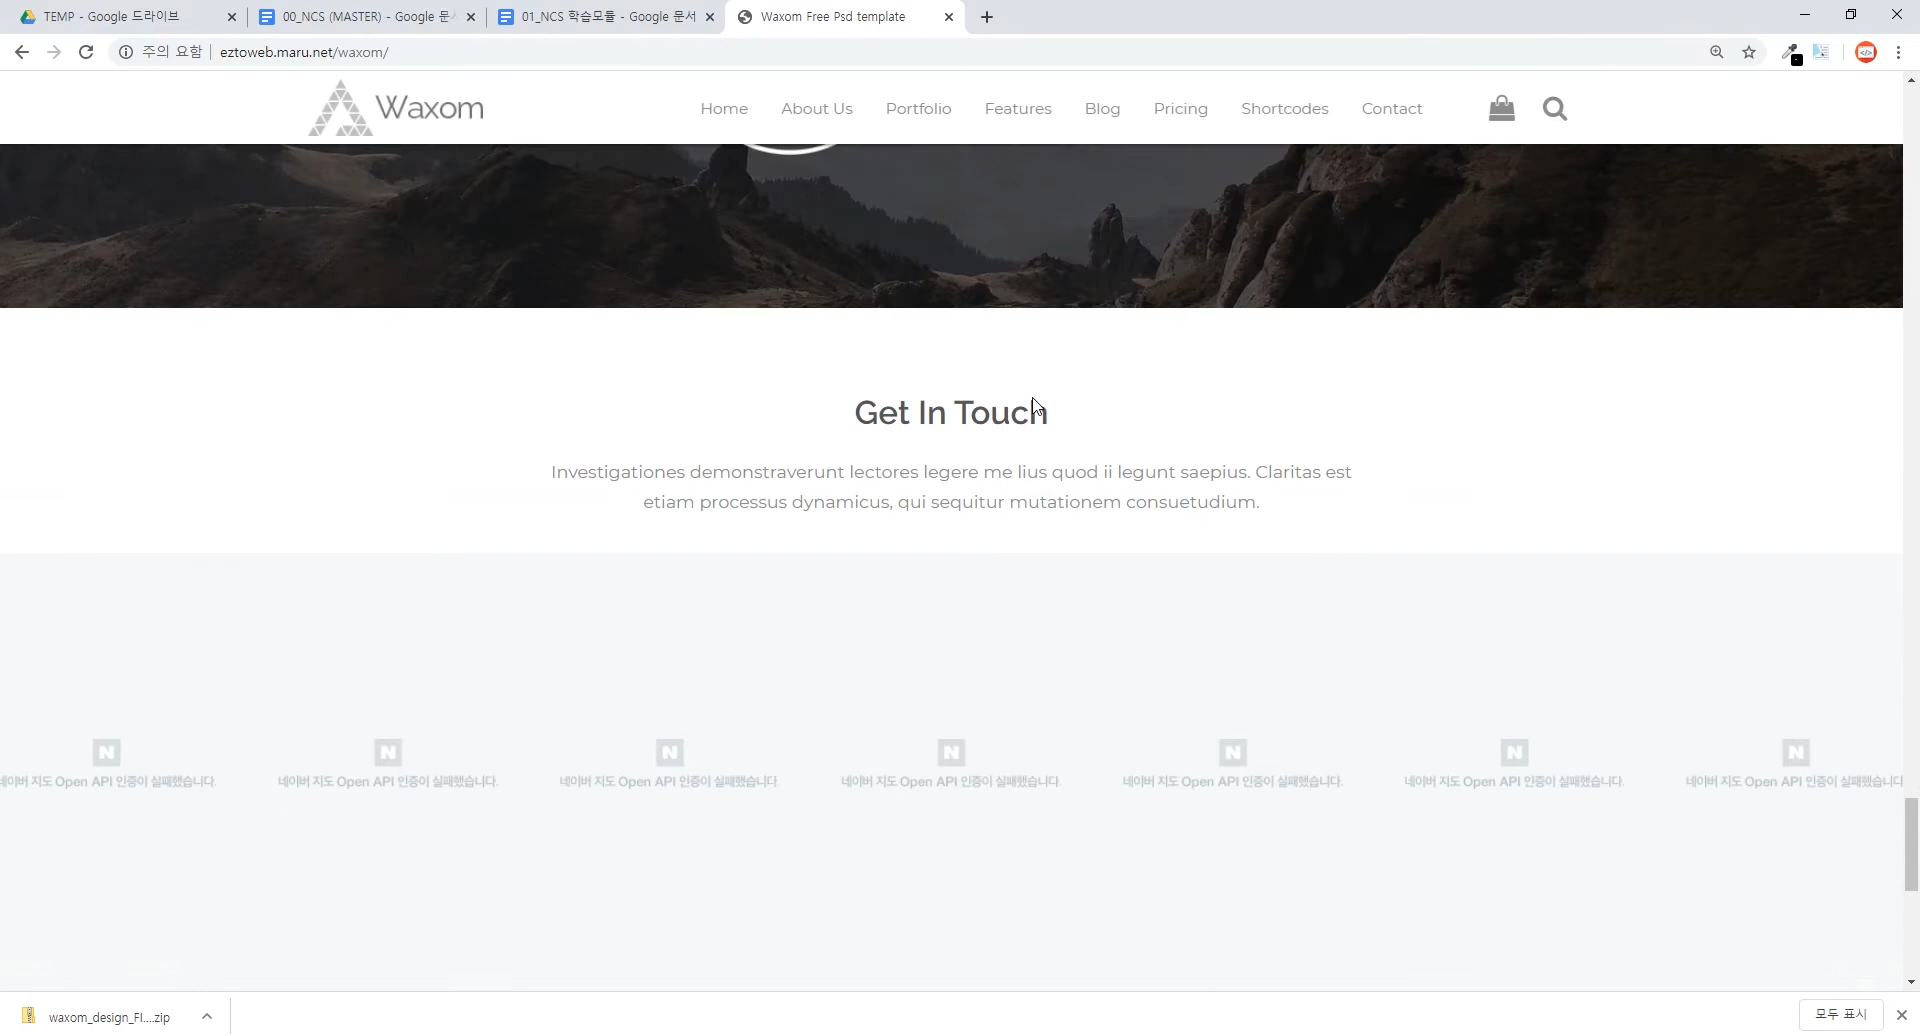 TEMP - Google 드라이브
00_NCS (MASTER) - Google 문서
01_NCS 학습모듈 - Google 문서
Waxom Free Psd template
주의 요함
eztoweb.maru.net/waxom/
Waxom
Home
About Us
Portfolio
Features
Blog
Pricing
Shortcodes
Contact
Get In Touch
Investigationes demonstraverunt lectores legere me lius quod ii legunt saepius. Claritas est
etiam processus dynamicus, qui sequitur mutationem consuetudium.
N
N
N
N
N
N
N
네이버 지도 Open API 인증이 실패했습니다.
네이버 지도 Open API 인증이 실패했습니다.
네이버 지도 Open API 인증이 실패했습니다.
네이버 지도 Open API 인증이 실패했습니다.
네이버 지도 Open API 인증이 실패했습니다.
네이버 지도 Open API 인증이 실패했습니다.
네이버 지도 Open API 인증이 실패했습니다
waxom_design_FI....zip
모두 표시